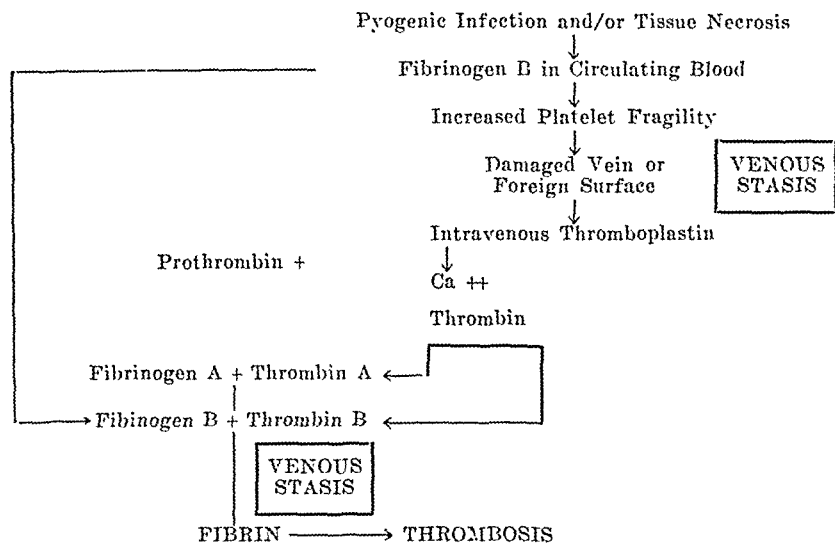 Pyogenic Infection and/or Tissue Necrosis
Fibrinogen B in Circulating Blood
Increased Platelet Fragility
Damaged Vein or
Foreign Surface
VENOUS
STASIS
Intravenous Thromboplastin
Prothrombin +
Ca ++
Thrombin
Fibrinogen A + Thrombin A
Fibinogen B + Thrombin B
VENOUS
STASIS
FIBRIN
THROMBOSIS